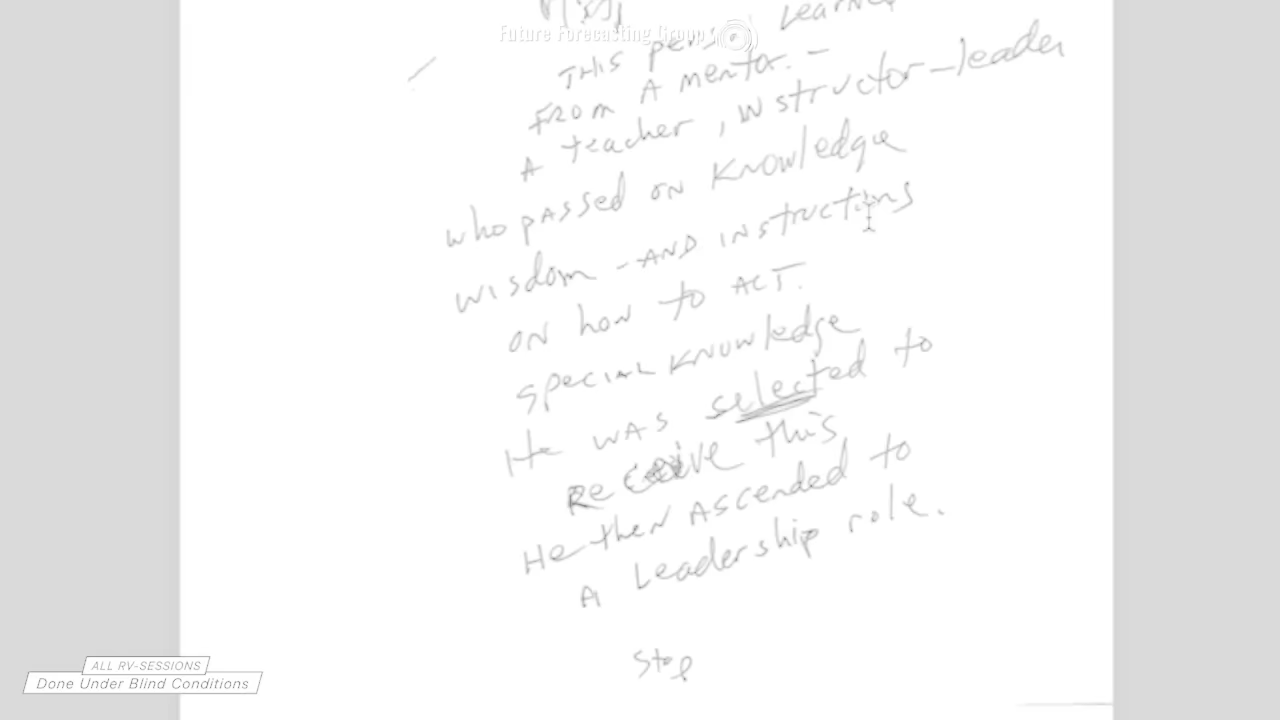 Future Forecasting Group
THIS
FROM A mentor. -
A teacher, instructor-leader
who passed on Knowledge
wisdom - AND instructions
ON how to ACT.
special knowledge
He was selected to
Receive this
He then Ascended to
A Leadership role.
Stop
ALL RV-SESSIONS
Done Under Blind Conditions